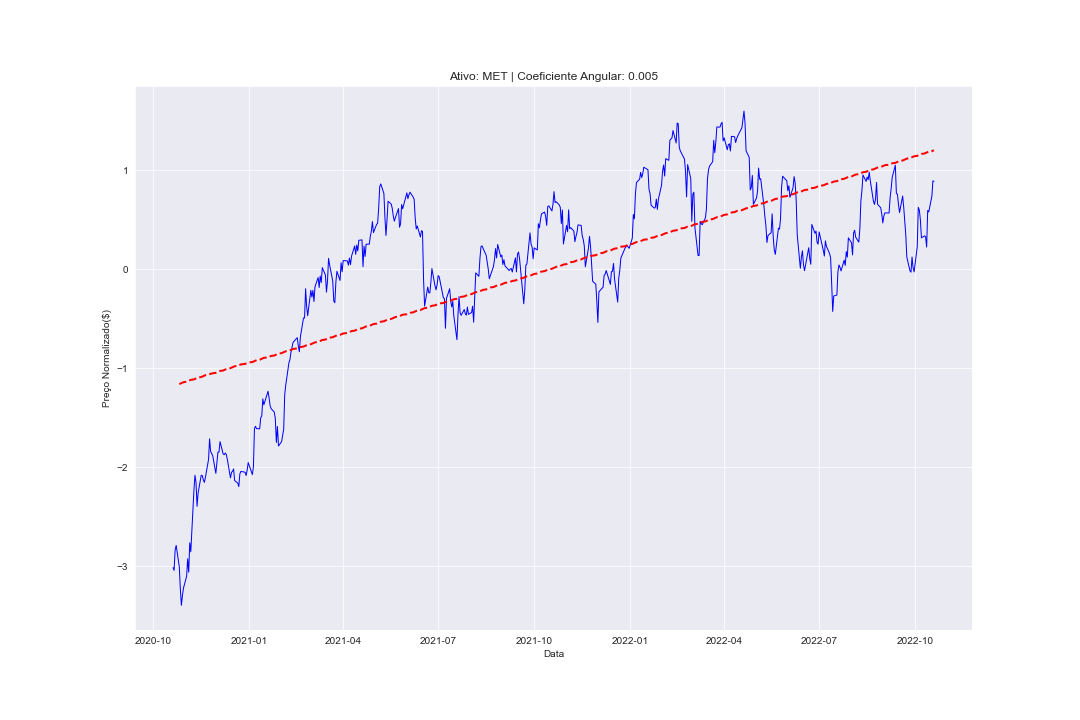 Ativo: MET | Coeficiente Angular: 0.005
Preço Normalizado($)
1
0
−1
−2
−3
2020-10 2021-01 2021-04 2021-07 2021-10 2022-01 2022-04 2022-07 2022-10
Data